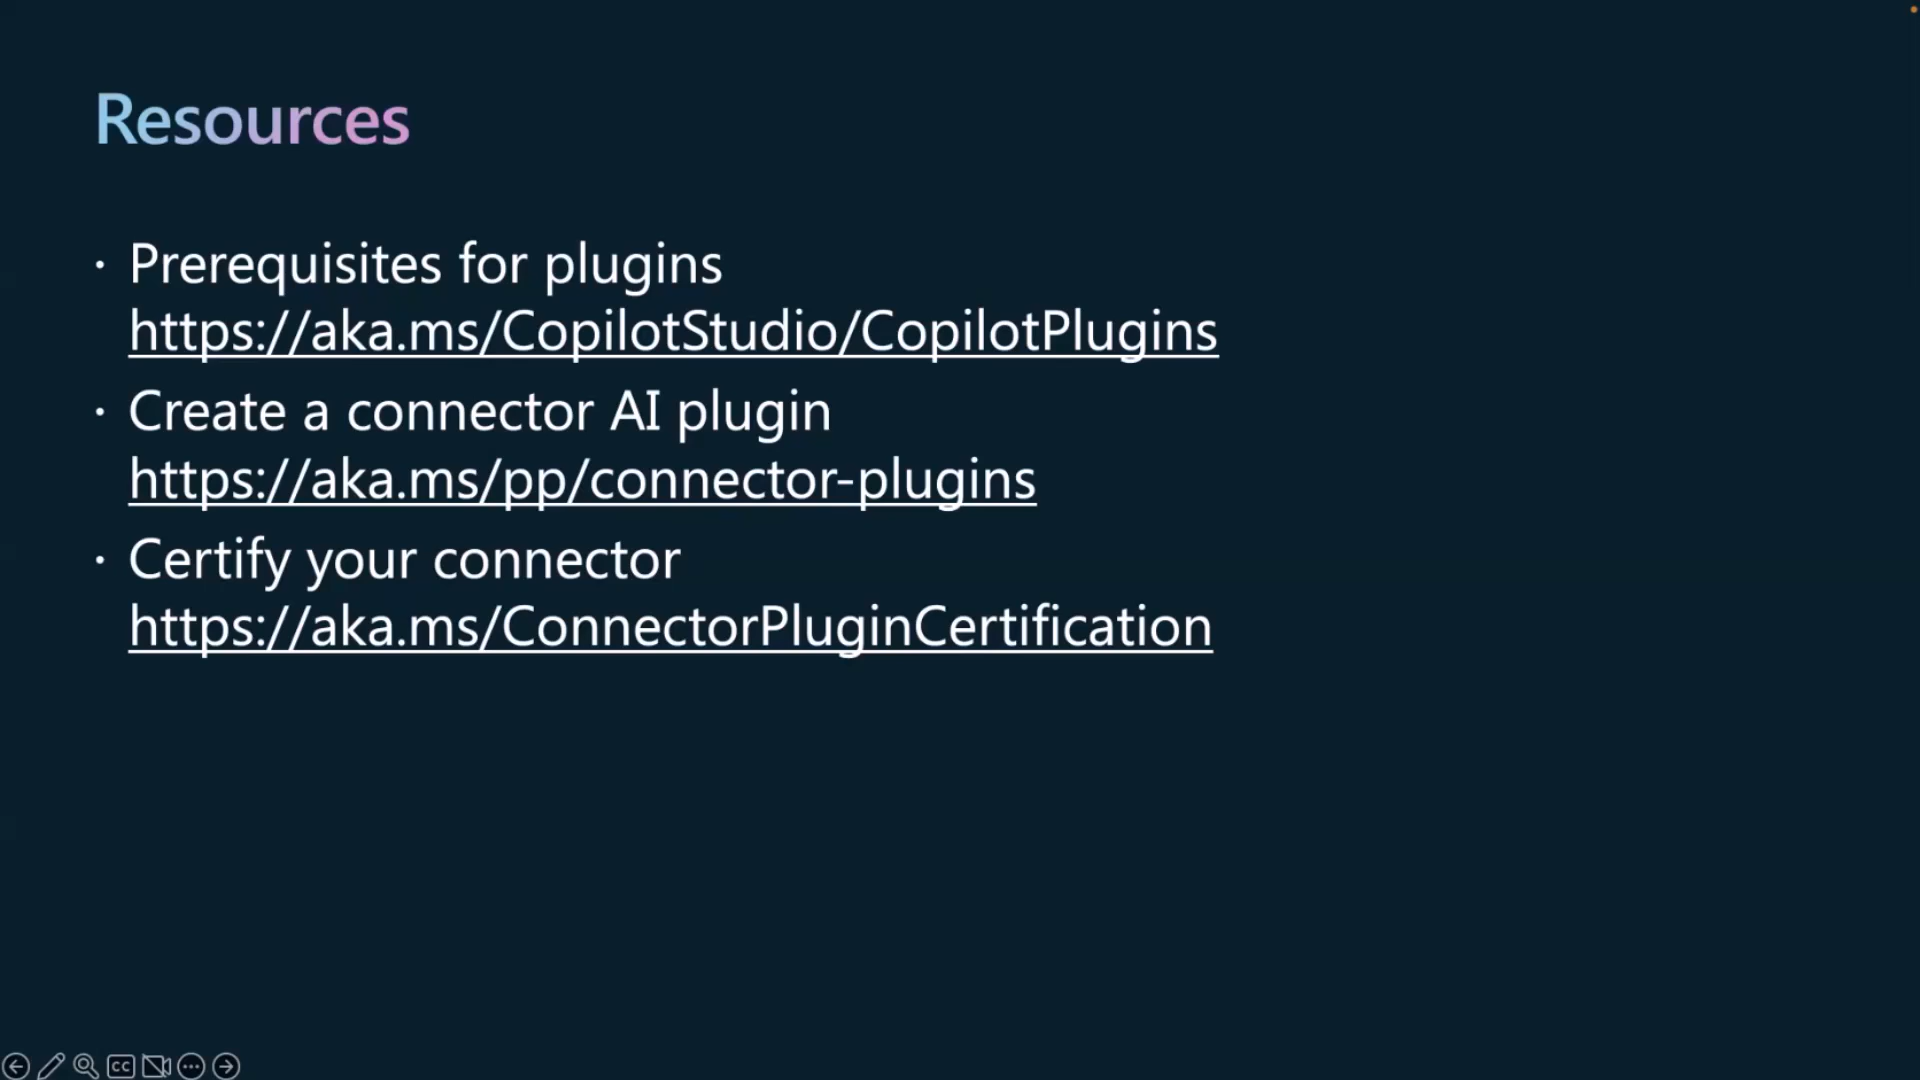 Resources
· Prerequisites for plugins
https://aka.ms/CopilotStudio/CopilotPlugins
· Create a connector AI plugin
https://aka.ms/pp/connector-plugins
· Certify your connector
https://aka.ms/ConnectorPluginCertification
CC